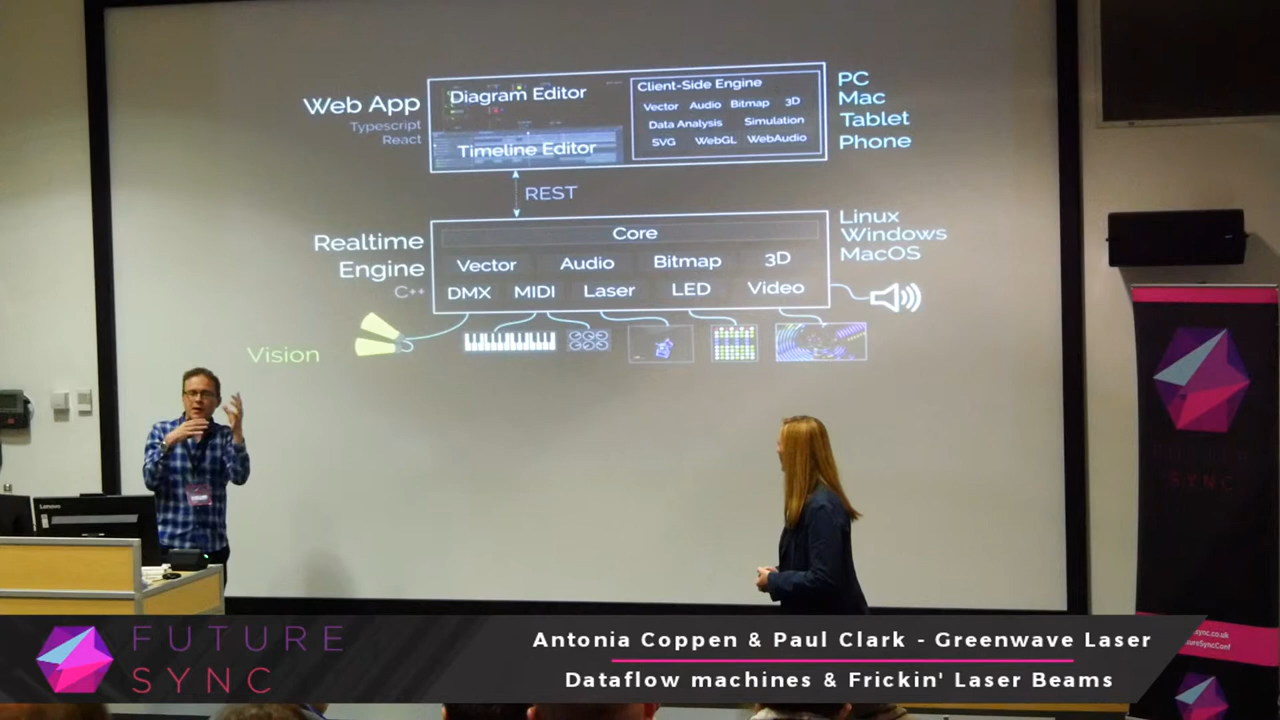 Web App
Typescript
React
Diagram Editor
Timeline Editor
Client-Side Engine
Vector Audio Bitmap 3D
Data Analysis Simulation
SVG WebGL WebAudio
PC
Mac
Tablet
Phone
REST
Realtime
Engine
C++
Core
Vector Audio Bitmap 3D
DMX MIDI Laser LED Video
Linux
Windows
MacOS
Vision
Lenovo
SYNC
FUTURE
SYNC
Antonia Coppen & Paul Clark - Greenwave Laser
Dataflow machines & Frickin' Laser Beams